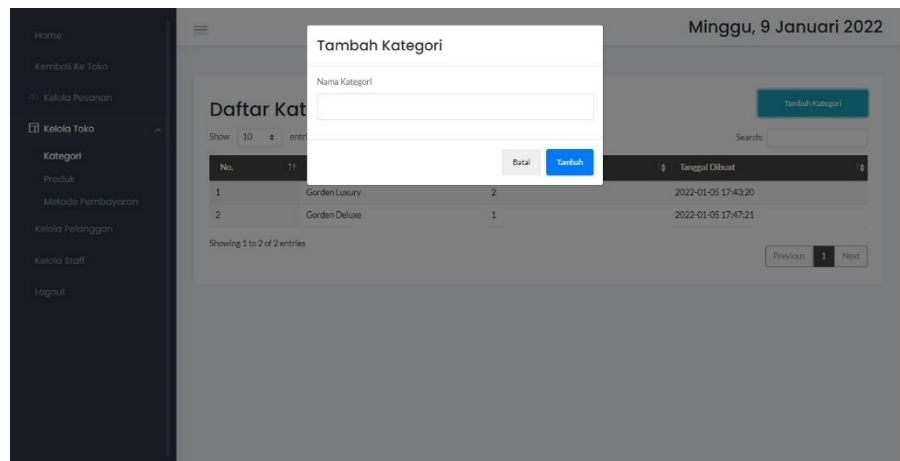 Home
Kembali Ke Toko
Kelola Pesanan
Kelola Toko
Kategori
Produk
Metode Pembayaran
Kelola Pelanggan
Kelola Staff
Logout
Minggu, 9 Januari 2022
Tambah Kategori
Nama Kategori
Batal Tambah
Daftar Kat
Tambah Kategori
Show 10 entri
Search:
No. Tanggal Dibuat
1 Gorden Luxury 2 2022-01-05 17:43:20
2 Gorden Deluxe 1 2022-01-05 17:47:21
Showing 1 to 2 of 2 entries
Previous 1 Next